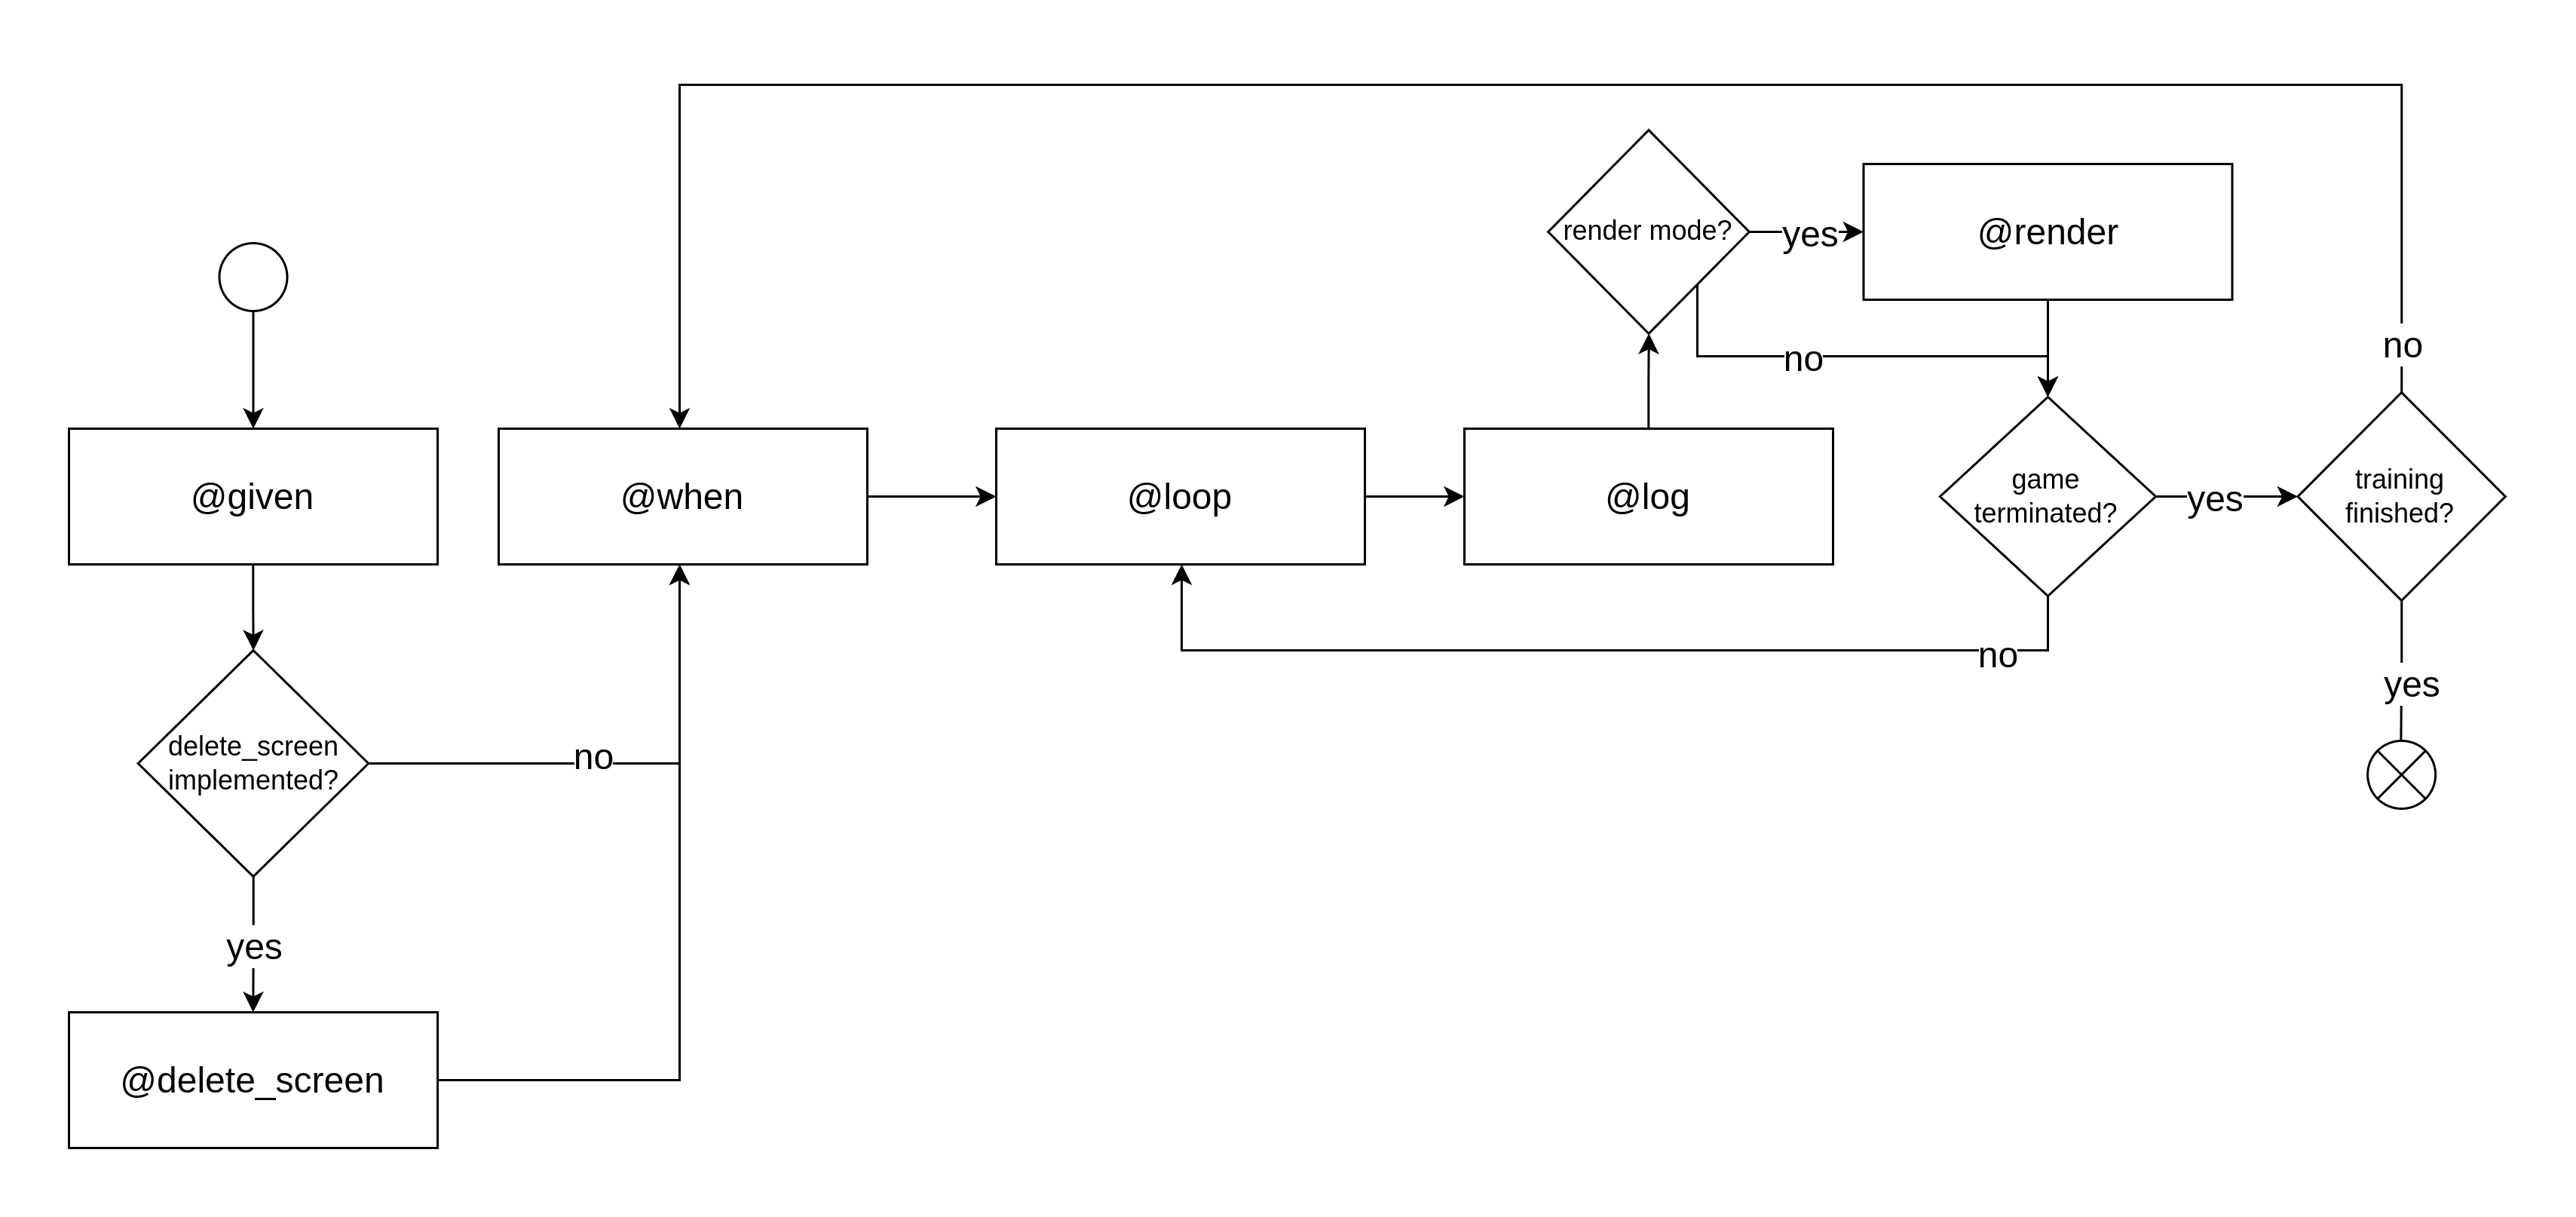 @given
delete_screen
implemented?
yes
@delete_screen
no
@when
@loop
@log
render mode?
yes
@render
no
game
terminated?
no
yes
training
finished?
no
yes